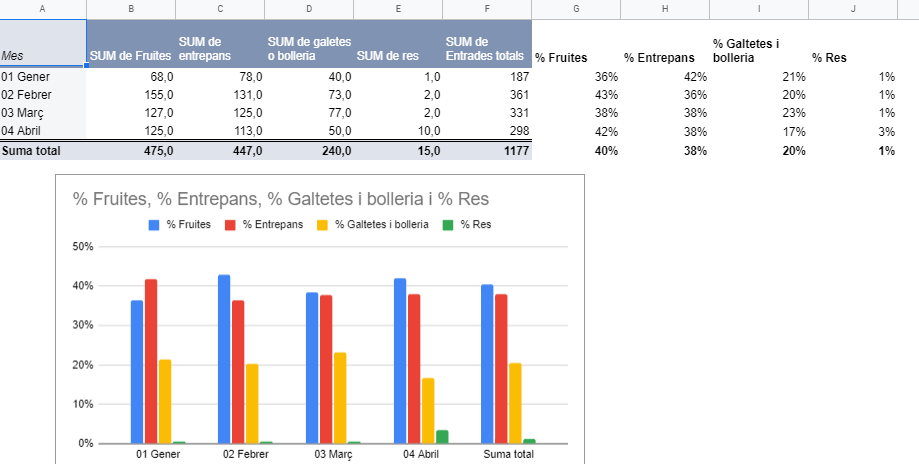 A B C D E F G H I J
Mes SUM de Fruites SUM de entrepans SUM de galetes o bolleria SUM de res SUM de Entrades totals % Fruites % Entrepans % Galtetes i bolleria % Res
01 Gener 68,0 78,0 40,0 1,0 187 36% 42% 21% 1%
02 Febrer 155,0 131,0 73,0 2,0 361 43% 36% 20% 1%
03 Març 127,0 125,0 77,0 2,0 331 38% 38% 23% 1%
04 Abril 125,0 113,0 50,0 10,0 298 42% 38% 17% 3%
Suma total 475,0 447,0 240,0 15,0 1177 40% 38% 20% 1%
% Fruites, % Entrepans, % Galtetes i bolleria i % Res
% Fruites % Entrepans % Galtetes i bolleria % Res
50%
40%
30%
20%
10%
0%
01 Gener 02 Febrer 03 Març 04 Abril Suma total